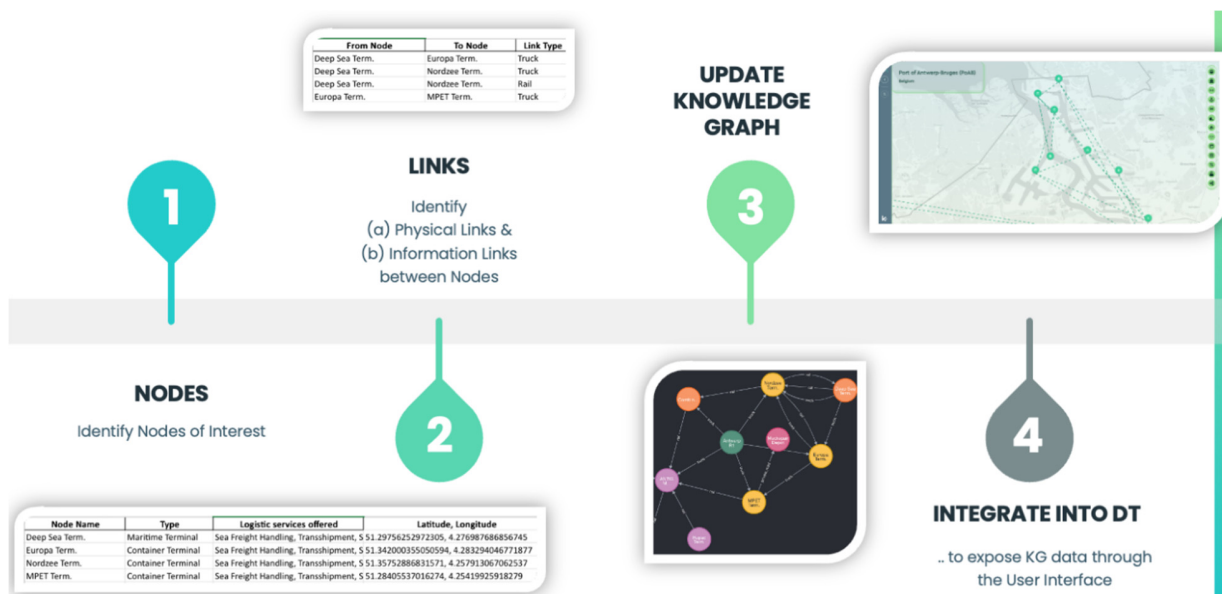 From Node To Node Link Type
Deep Sea Term. Europa Term. Truck
Deep Sea Term. Nordzee Term. Truck
Deep Sea Term. Nordzee Term. Rail
Europa Term. MPET Term. Truck
1
LINKS
Identify
(a) Physical Links &
(b) Information Links
between Nodes
UPDATE
KNOWLEDGE
GRAPH
3
Port of Antwerp-Bruges (PoAB)
Belgium
NODES
Identify Nodes of Interest
2
Node Name Type Logistic services offered Latitude, Longitude
Deep Sea Term. Maritime Terminal Sea Freight Handling, Transshipment, S 51.29756252972305, 4.276987686856745
Europa Term. Container Terminal Sea Freight Handling, Transshipment, S 51.342000355050594, 4.283294046771877
Nordzee Term. Container Terminal Sea Freight Handling, Transshipment, S 51.35752886831571, 4.257913067062537
MPET Term. Container Terminal Sea Freight Handling, Transshipment, S 51.28405537016274, 4.25419925918279
Nordzee
Term.
Europa
Term.
MPET
Term.
4
INTEGRATE INTO DT
.. to expose KG data through
the User Interface